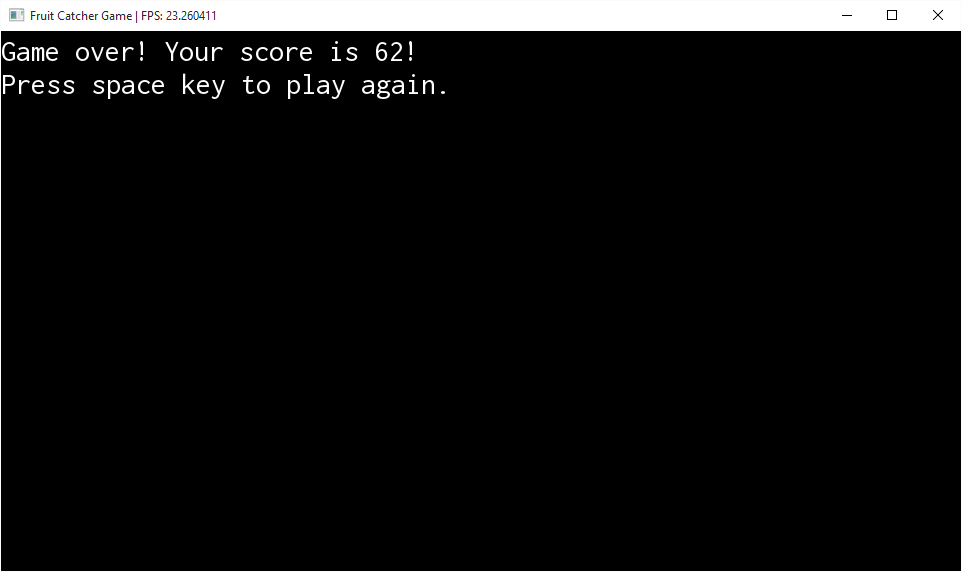 Fruit Catcher Game | FPS: 23.260411
Game over! Your score is 62!
Press space key to play again.